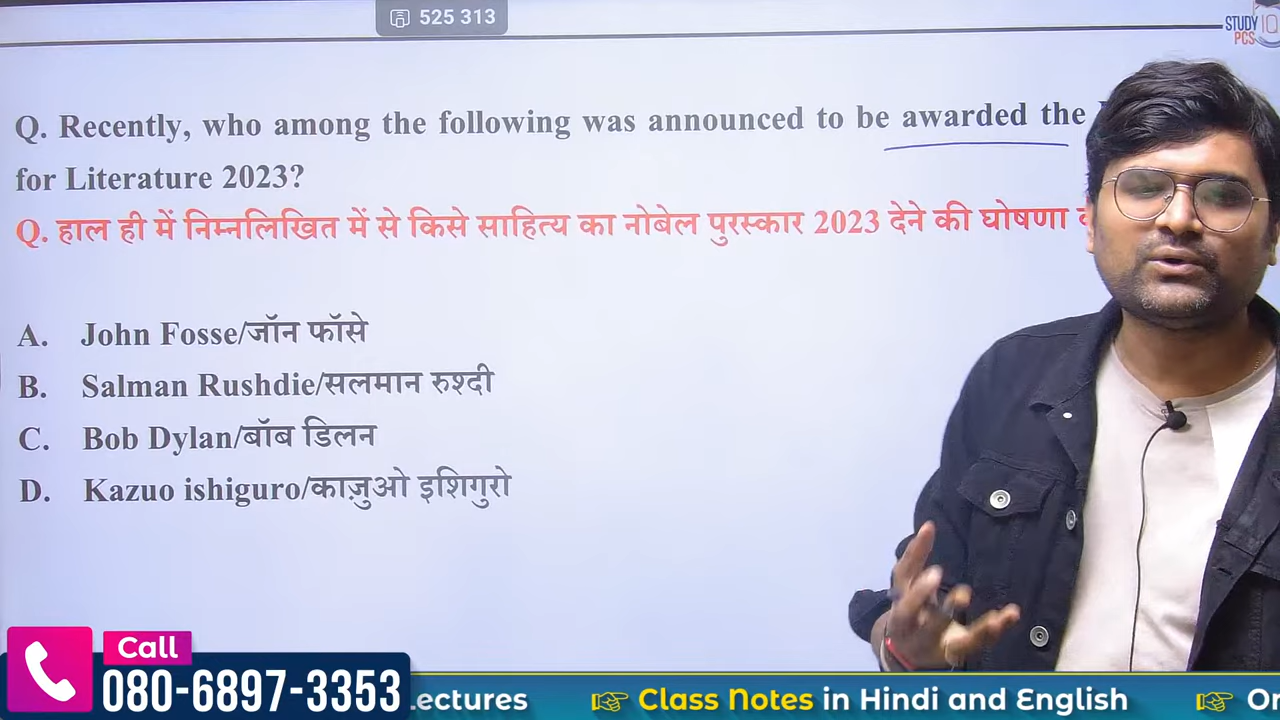 525 313
STUDY IQ
PCS
Q. Recently, who among the following was announced to be awarded the
for Literature 2023?
Q. हाल ही में निम्नलिखित में से किसे साहित्य का नोबेल पुरस्कार 2023 देने की घोषणा
A. John Fosse/जॉन फॉसे
B. Salman Rushdie/सलमान रुश्दी
C. Bob Dylan/बॉब डिलन
D. Kazuo ishiguro/काज़ुओ इशिगुरो
Call
080-6897-3353
Lectures Class Notes in Hindi and English